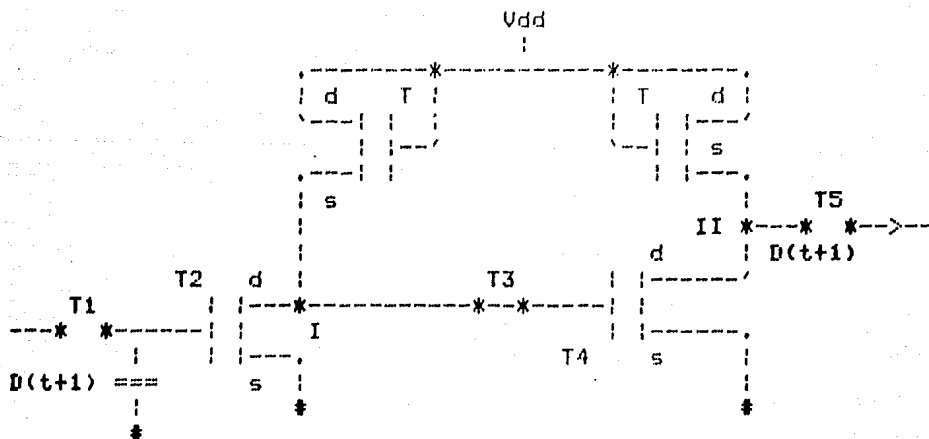 Vdd
d T T d
s
s T5
II
D(t+1)
T2 d T3 d
T1
I
T4 s
D(t+1) s